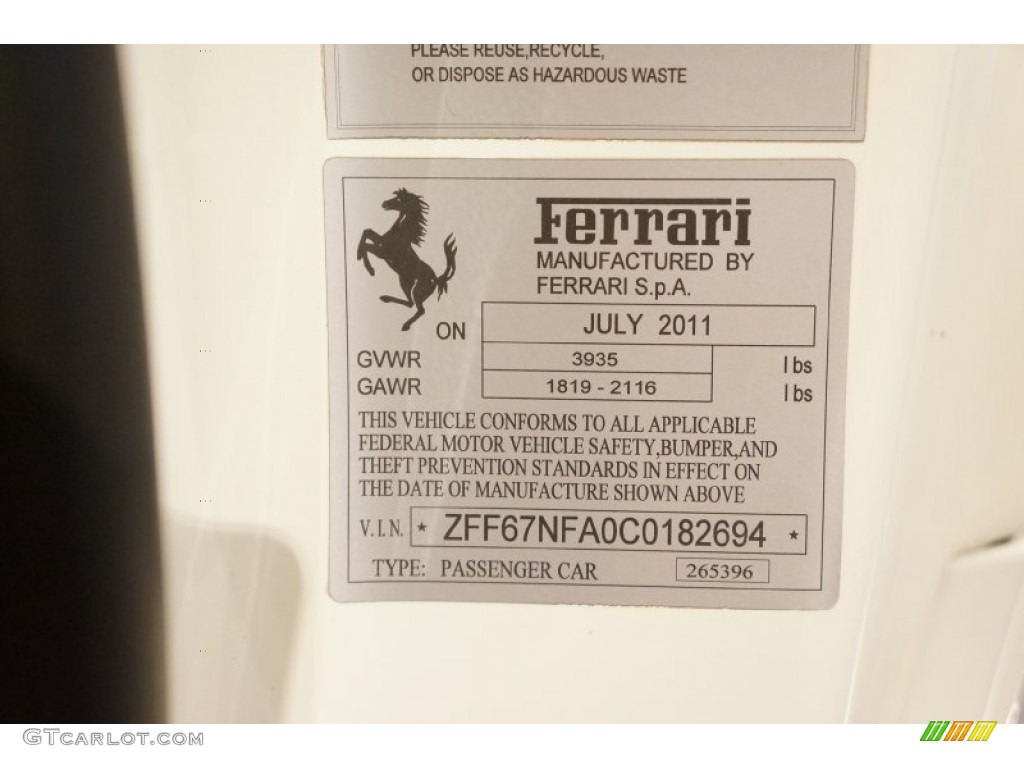 PLEASE REUSE,RECYCLE,
OR DISPOSE AS HAZARDOUS WASTE
Ferrari
MANUFACTURED BY
FERRARI S.p.A.
ON JULY 2011
GVWR 3935 lbs
GAWR 1819 - 2116 lbs
THIS VEHICLE CONFORMS TO ALL APPLICABLE
FEDERAL MOTOR VEHICLE SAFETY,BUMPER,AND
THEFT PREVENTION STANDARDS IN EFFECT ON
THE DATE OF MANUFACTURE SHOWN ABOVE
V.I.N. * ZFF67NFA0C0182694 *
TYPE: PASSENGER CAR 265396
GTCARLOT.COM